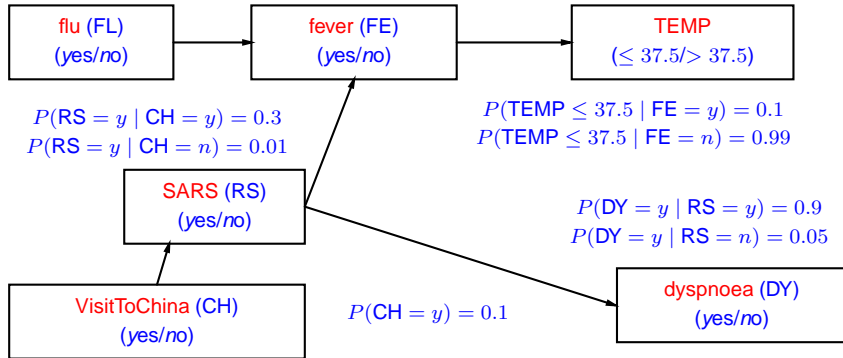 flu (FL)
(yes/no)
fever (FE)
(yes/no)
TEMP
(≤ 37.5/> 37.5)
P(RS = y | CH = y) = 0.3
P(RS = y | CH = n) = 0.01
P(TEMP ≤ 37.5 | FE = y) = 0.1
P(TEMP ≤ 37.5 | FE = n) = 0.99
SARS (RS)
(yes/no)
P(DY = y | RS = y) = 0.9
P(DY = y | RS = n) = 0.05
VisitToChina (CH)
(yes/no)
P(CH = y) = 0.1
dyspnoea (DY)
(yes/no)